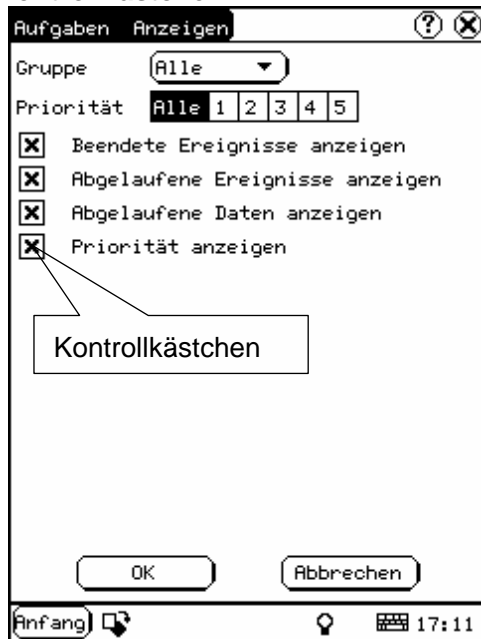 Aufgaben Anzeigen
Gruppe Alle
Priorität Alle 1 2 3 4 5
Beendete Ereignisse anzeigen
Abgelaufene Ereignisse anzeigen
Abgelaufene Daten anzeigen
Priorität anzeigen
Kontrollkästchen
OK Abbrechen
Anfang 17:11